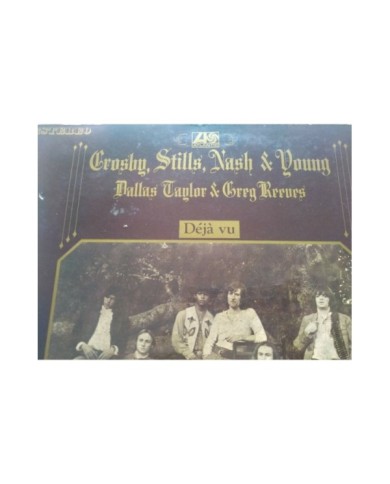 STEREO
Crosby, Stills, Nash & Young
Dallas Taylor & Greg Reeves
Déjà vu